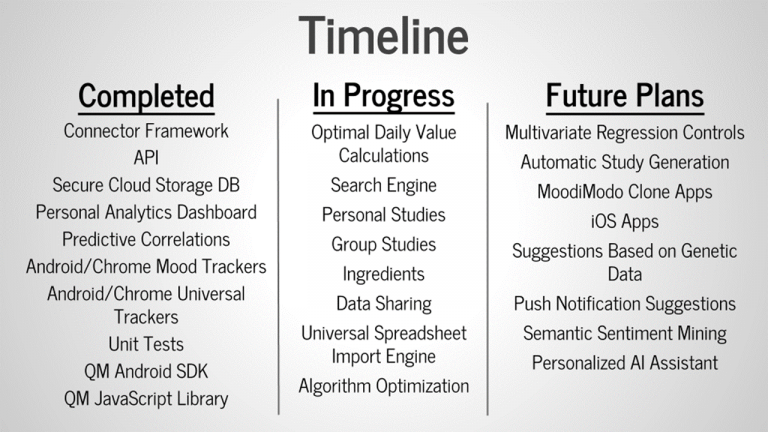 Timeline
Completed
Connector Framework
API
Secure Cloud Storage DB
Personal Analytics Dashboard
Predictive Correlations
Android/Chrome Mood Trackers
Android/Chrome Universal
Trackers
Unit Tests
QM Android SDK
QM JavaScript Library
In Progress
Optimal Daily Value
Calculations
Search Engine
Personal Studies
Group Studies
Ingredients
Data Sharing
Universal Spreadsheet
Import Engine
Algorithm Optimization
Future Plans
Multivariate Regression Controls
Automatic Study Generation
MoodiModo Clone Apps
iOS Apps
Suggestions Based on Genetic
Data
Push Notification Suggestions
Semantic Sentiment Mining
Personalized AI Assistant